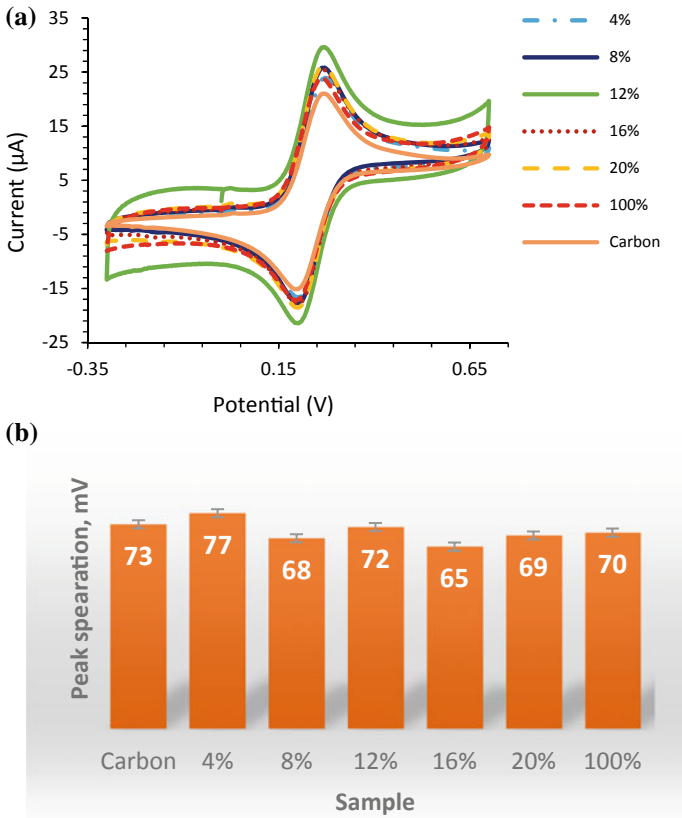 (a)
35
25
15
5
-5
-15
-25
-0.35
0.15
0.65
Current (µA)
Potential (V)
4%
8%
12%
16%
20%
100%
Carbon
(b)
Peak spearation, mV
73
77
68
72
65
69
70
Carbon 4% 8% 12% 16% 20% 100%
Sample